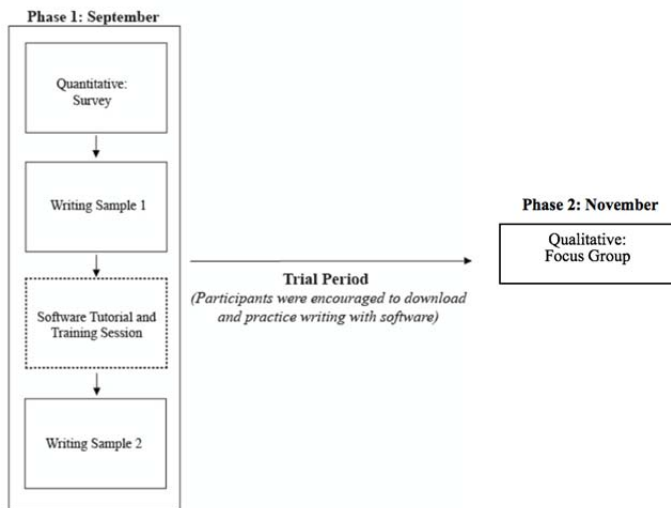 Phase 1: September
Quantitative:
Survey
Writing Sample 1
Software Tutorial and
Training Session
Writing Sample 2
Trial Period
(Participants were encouraged to download
and practice writing with software)
Phase 2: November
Qualitative:
Focus Group